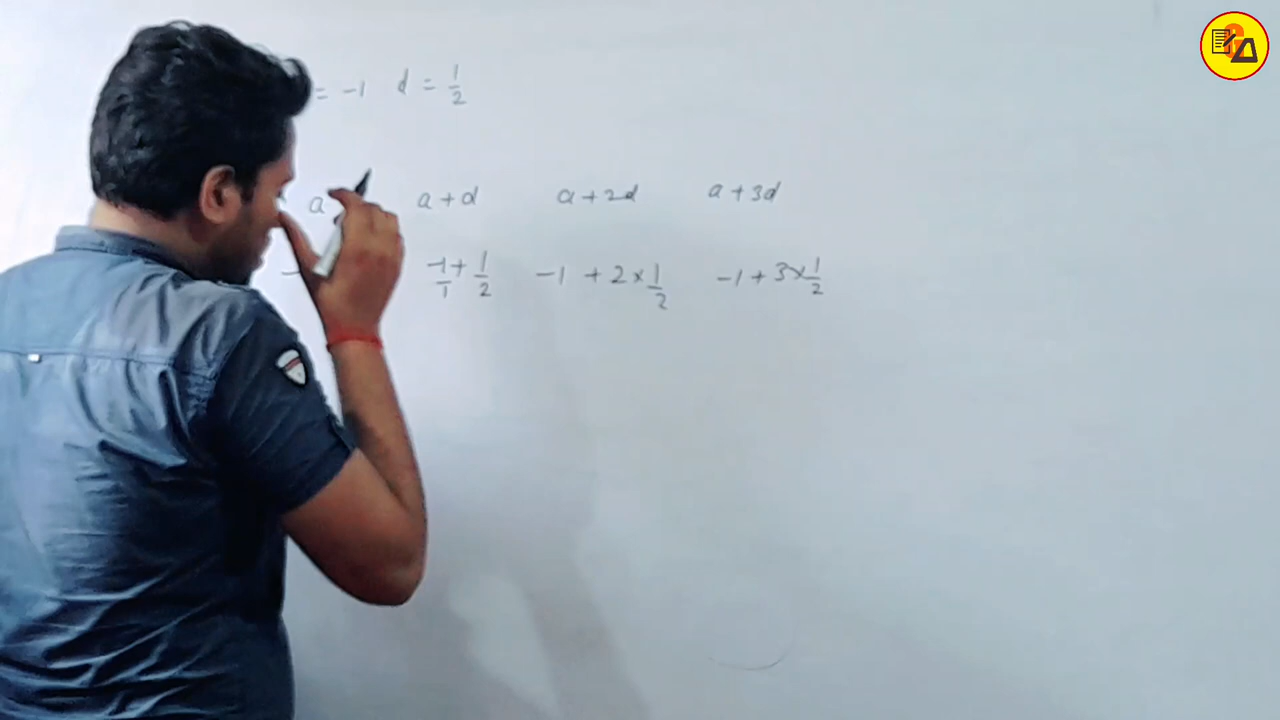 = -1 d = 1/2
a a + d a + 2d a + 3d
- -1/1 + 1/2 -1 + 2 × 1/2 -1 + 3 × 1/2